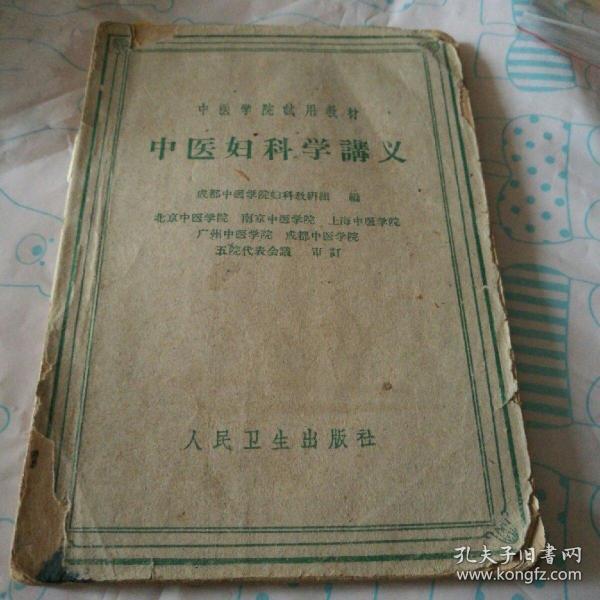 中医学院試用教材
中医妇科学講义
成都中医学院妇科教研組 編
北京中医学院 南京中医学院 上海中医学院
广州中医学院 成都中医学院
五院代表会議 审訂
人民卫生出版社
孔夫子旧书网
www.kongfz.com